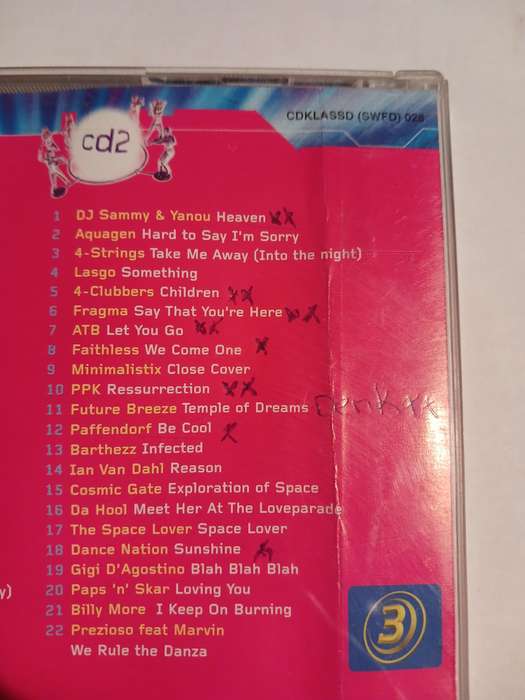 CDKLASSD (SWFD) 028
cd2
1 DJ Sammy & Yanou Heaven xx
2 Aquagen Hard to Say I'm Sorry
3 4-Strings Take Me Away (Into the night)
4 Lasgo Something
5 4-Clubbers Children xx
6 Fragma Say That You're Here xx
7 ATB Let You Go xx
8 Faithless We Come One x
9 Minimalistix Close Cover
10 PPK Ressurrection xx
11 Future Breeze Temple of Dreams
12 Paffendorf Be Cool x
13 Barthezz Infected
14 Ian Van Dahl Reason
15 Cosmic Gate Exploration of Space
16 Da Hool Meet Her At The Loveparade
17 The Space Lover Space Lover
18 Dance Nation Sunshine x
19 Gigi D'Agostino Blah Blah Blah
y) 20 Paps 'n' Skar Loving You
21 Billy More I Keep On Burning
22 Prezioso feat Marvin
We Rule the Danza
3